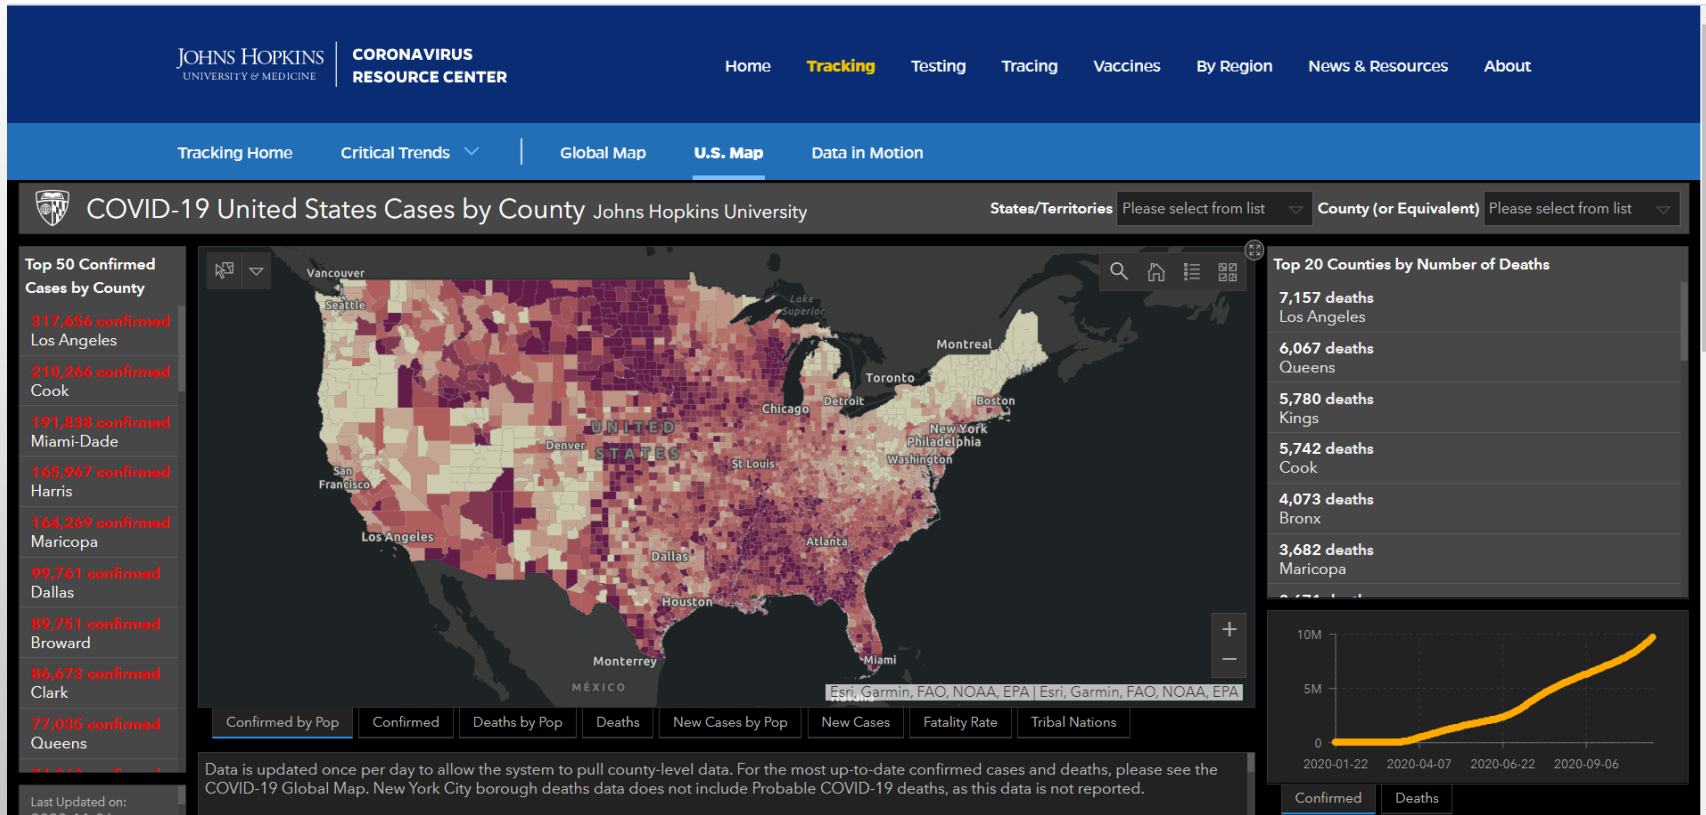 JOHNS HOPKINS
UNIVERSITY & MEDICINE
CORONAVIRUS
RESOURCE CENTER
Home
Tracking
Testing
Tracing
Vaccines
By Region
News & Resources
About
Tracking Home
Critical Trends
Global Map
U.S. Map
Data in Motion
COVID-19 United States Cases by County Johns Hopkins University
States/Territories
Please select from list
County (or Equivalent)
Please select from list
Top 50 Confirmed
Cases by County
317,656 confirmed
Los Angeles
210,266 confirmed
Cook
191,838 confirmed
Miami-Dade
165,967 confirmed
Harris
164,269 confirmed
Maricopa
99,761 confirmed
Dallas
89,751 confirmed
Broward
86,673 confirmed
Clark
77,035 confirmed
Queens
Last Updated on:
Vancouver
Seattle
Lake
Superior
Montreal
Toronto
Detroit
Boston
Chicago
New York
Philadelphia
UNITED
STATES
Denver
St Louis
Washington
San
Francisco
Los Angeles
Atlanta
Dallas
Houston
Monterrey
Miami
MÉXICO
Esri, Garmin, FAO, NOAA, EPA | Esri, Garmin, FAO, NOAA, EPA
Confirmed by Pop
Confirmed
Deaths by Pop
Deaths
New Cases by Pop
New Cases
Fatality Rate
Tribal Nations
Data is updated once per day to allow the system to pull county-level data. For the most up-to-date confirmed cases and deaths, please see the
COVID-19 Global Map. New York City borough deaths data does not include Probable COVID-19 deaths, as this data is not reported.
Top 20 Counties by Number of Deaths
7,157 deaths
Los Angeles
6,067 deaths
Queens
5,780 deaths
Kings
5,742 deaths
Cook
4,073 deaths
Bronx
3,682 deaths
Maricopa
10M
5M
0
2020-01-22
2020-04-07
2020-06-22
2020-09-06
Confirmed
Deaths